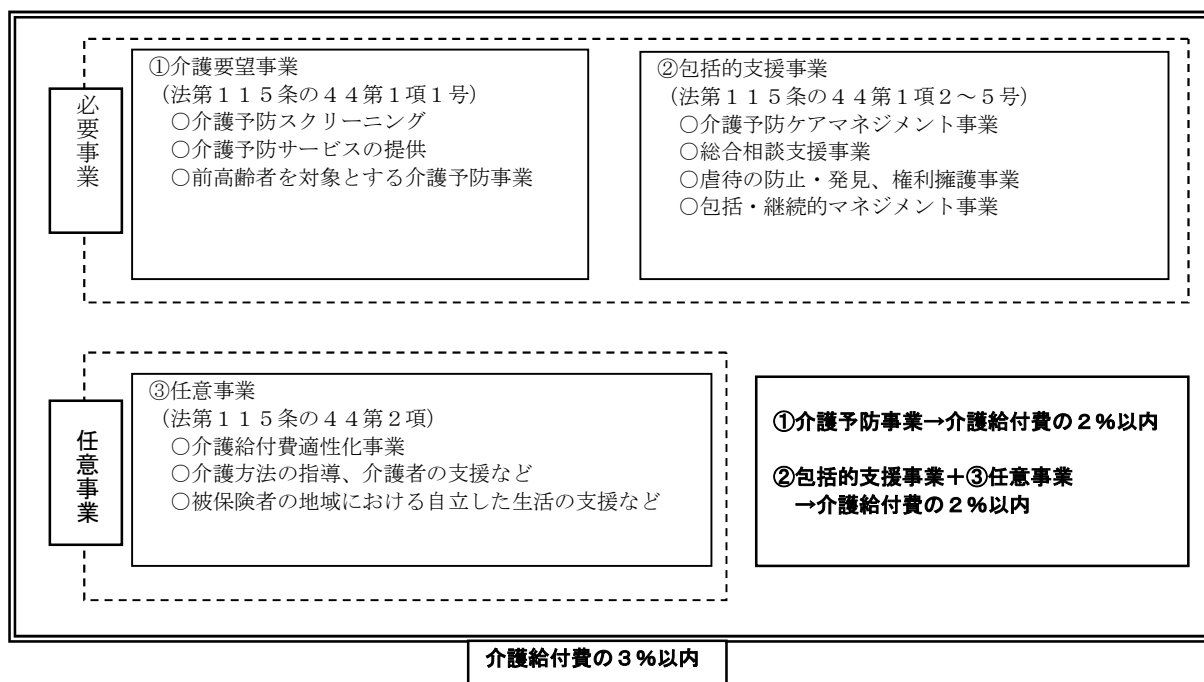 必要事業
①介護要望事業
（法第１１５条の４４第１項１号）
○介護予防スクリーニング
○介護予防サービスの提供
○前高齢者を対象とする介護予防事業
②包括的支援事業
（法第１１５条の４４第１項２～５号）
○介護予防ケアマネジメント事業
○総合相談支援事業
○虐待の防止・発見、権利擁護事業
○包括・継続的マネジメント事業
任意事業
③任意事業
（法第１１５条の４４第２項）
○介護給付費適性化事業
○介護方法の指導、介護者の支援など
○被保険者の地域における自立した生活の支援など
①介護予防事業→介護給付費の２％以内
②包括的支援事業＋③任意事業
→介護給付費の２％以内
介護給付費の３％以内